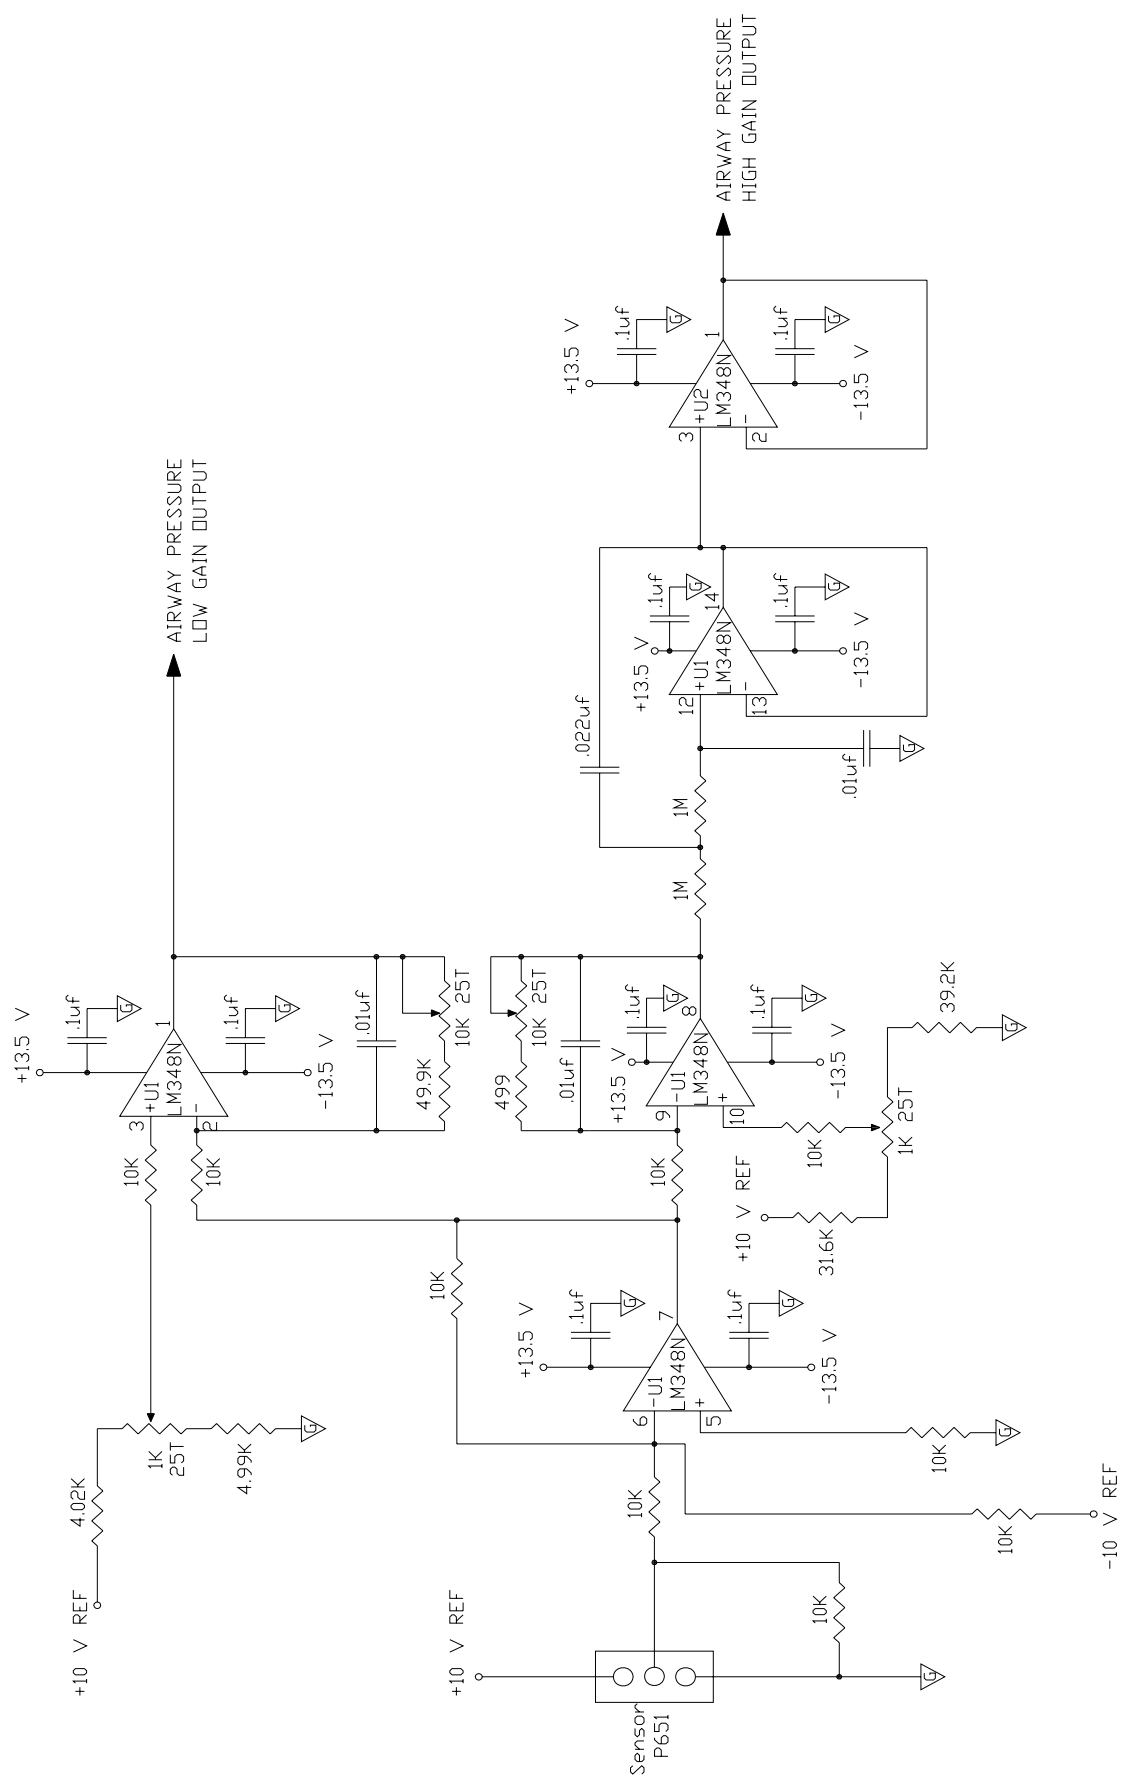 AIRWAY PRESSURE
LOW GAIN OUTPUT
AIRWAY PRESSURE
HIGH GAIN OUTPUT
+10 V REF
4.02K
1K
25T
4.99K
G
10K
10K
+13.5 V
.1uf
G
3
+U1
LM348N
-
2
1
.1uf
G
-13.5 V
.01uf
49.9K
10K 25T
Sensor
P651
+10 V REF
10K
G
10K
10K
-10 V REF
10K
+13.5 V
.1uf
G
6
-U1
LM348N
+
5
7
.1uf
G
-13.5 V
10K
G
10K
499
10K 25T
.01uf
+13.5 V
.1uf
G
9
-U1
LM348N
+
10
8
.1uf
G
-13.5 V
10K
+10 V REF
31.6K
1K 25T
39.2K
G
1M
1M
.022uf
.01uf
G
+13.5 V
.1uf
G
12
+U1
LM348N
-
13
14
.1uf
G
-13.5 V
+13.5 V
.1uf
G
3
+U2
LM348N
-
2
1
.1uf
G
-13.5 V